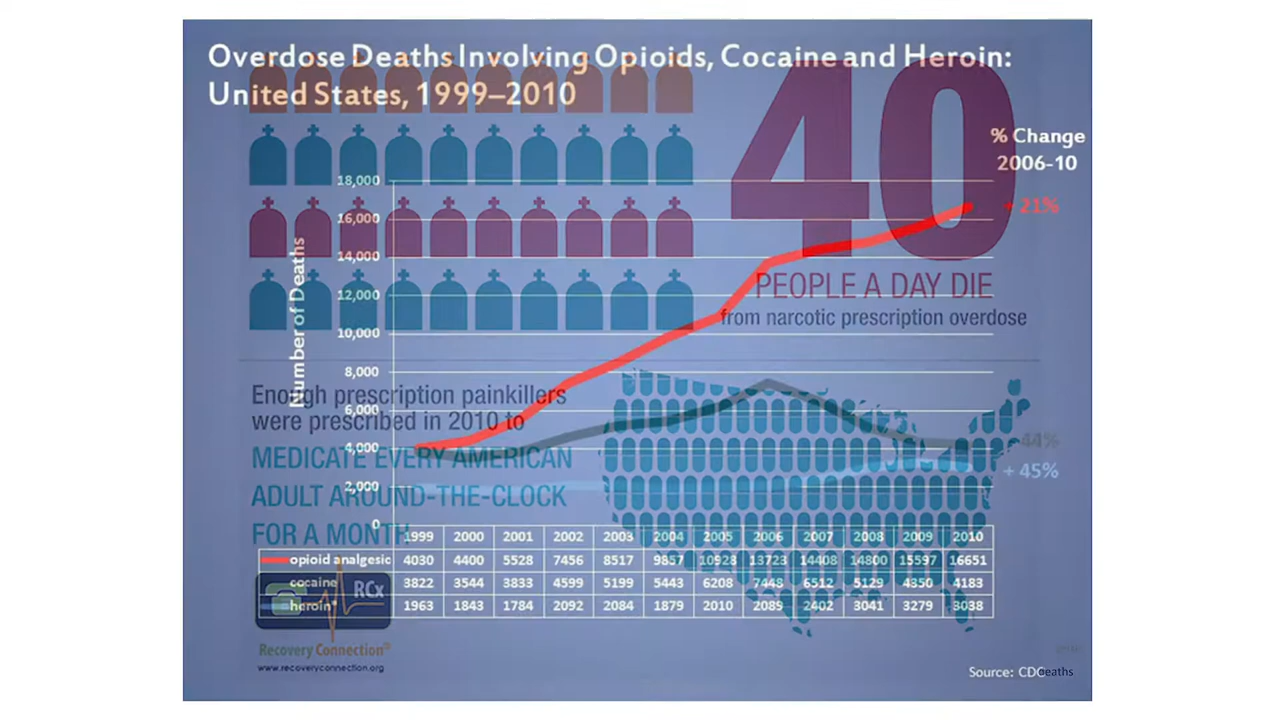 Overdose Deaths Involving Opioids, Cocaine and Heroin:
United States, 1999–2010
40
% Change
2006-10
+ 21%
PEOPLE A DAY DIE
from narcotic prescription overdose
Number of Deaths
18,000
16,000
14,000
12,000
10,000
8,000
6,000
4,000
2,000
0
Enough prescription painkillers
were prescribed in 2010 to
MEDICATE EVERY AMERICAN
ADULT AROUND-THE-CLOCK
FOR A MONTH.
44%
+ 45%
1999 2000 2001 2002 2003 2004 2005 2006 2007 2008 2009 2010
opioid analgesic 4030 4400 5528 7456 8517 9857 10928 13723 14408 14800 15597 16651
cocaine 3822 3544 3833 4599 5199 5443 6208 7448 6512 5129 4350 4183
heroin* 1963 1843 1784 2092 2084 1879 2010 2089 2402 3041 3279 3038
RCx
Recovery Connection®
www.recoveryconnection.org
Source: CDC
eaths